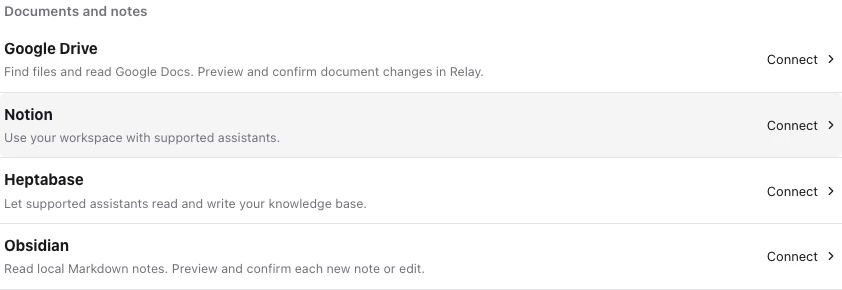 Documents and notes
Google Drive
Find files and read Google Docs. Preview and confirm document changes in Relay.
Connect
Notion
Use your workspace with supported assistants.
Connect
Heptabase
Let supported assistants read and write your knowledge base.
Connect
Obsidian
Read local Markdown notes. Preview and confirm each new note or edit.
Connect